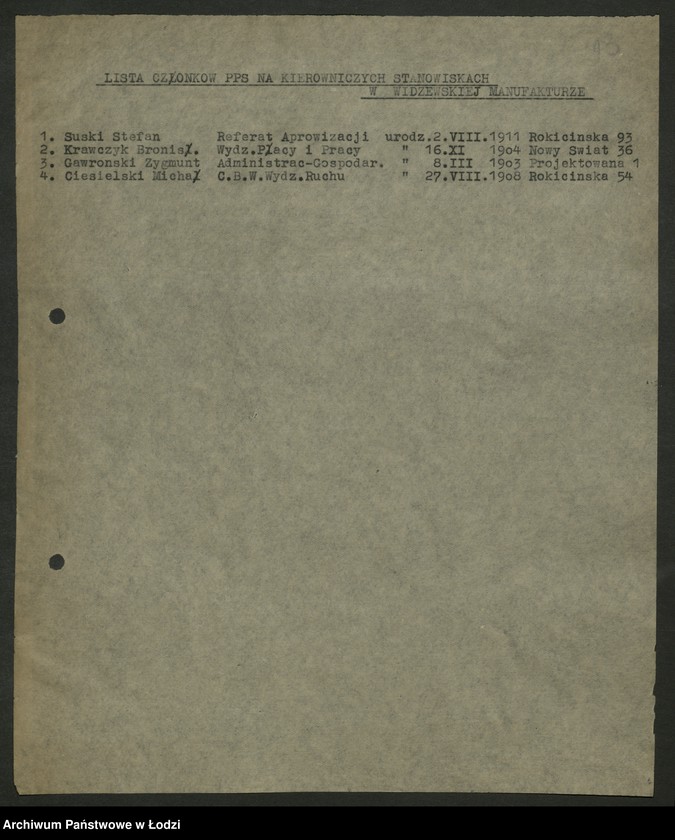 LISTA CZŁONKOW PPS NA KIEROWNICZYCH STANOWISKACH
W WIDZEWSKIEJ MANUFAKTURZE
1. Suski Stefan Referat Aprowizacji urodz.2.VIII.1911 Rokicinska 93
2. Krawczyk Bronisł. Wydz.Płacy i Pracy " 16.XI 1904 Nowy Swiat 36
3. Gawronski Zygmunt Administrac-Gospodar. " 8.III 1903 Projektowana 1
4. Ciesielski Michał C.B.W.Wydz.Ruchu " 27.VIII.1908 Rokicinska 54
Archiwum Państwowe w Łodzi